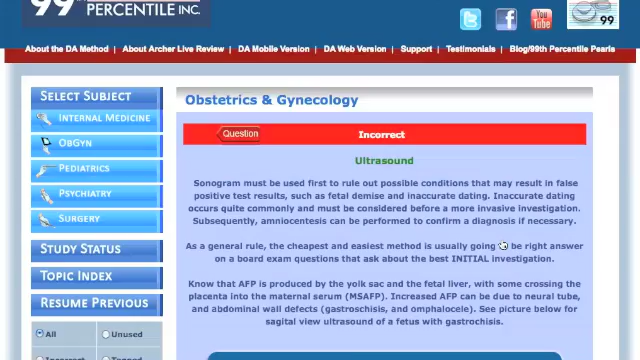 99
PERCENTILE INC.
99
About the DA Method | About Archer Live Review | DA Mobile Version | DA Web Version | Support | Testimonials | Blog/99th Percentile Pearls
SELECT SUBJECT
INTERNAL MEDICINE
OBGYN
PEDIATRICS
PSYCHIATRY
SURGERY
STUDY STATUS
TOPIC INDEX
RESUME PREVIOUS
All
Unused
Incorrect
Tagged
Obstetrics & Gynecology
Question
Incorrect
Ultrasound
Sonogram must be used first to rule out possible conditions that may result in false
positive test results, such as fetal demise and inaccurate dating. Inaccurate dating
occurs quite commonly and must be considered before a more invasive investigation.
Subsequently, amniocentesis can be performed to confirm a diagnosis if necessary.
As a general rule, the cheapest and easiest method is usually going be right answer
on a board exam questions that ask about the best INITIAL investigation.
Know that AFP is produced by the yolk sac and the fetal liver, with some crossing the
placenta into the maternal serum (MSAFP). Increased AFP can be due to neural tube,
and abdominal wall defects (gastroschisis, and omphalocele). See picture below for
sagital view ultrasound of a fetus with gastrochisis.
You
Tube